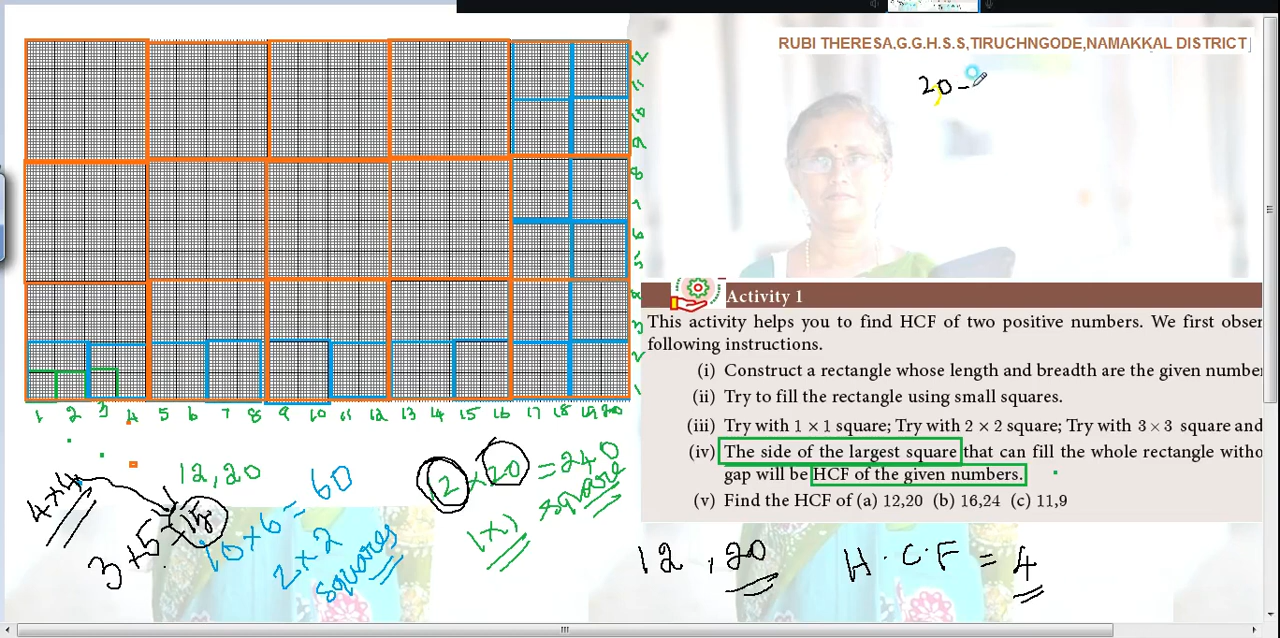 RUBI THERESA,G.G.H.S.S,TIRUCHNGODE,NAMAKKAL DISTRICT
20 -
Activity 1
This activity helps you to find HCF of two positive numbers. We first obser
following instructions.
(i) Construct a rectangle whose length and breadth are the given numbe
(ii) Try to fill the rectangle using small squares.
(iii) Try with 1 × 1 square; Try with 2 × 2 square; Try with 3 × 3 square and
(iv) The side of the largest square that can fill the whole rectangle witho
gap will be HCF of the given numbers.
(v) Find the HCF of (a) 12,20 (b) 16,24 (c) 11,9
12
11
10
9
8
7
6
5
4
3
2
1
1 2 3 4 5 6 7 8 9 10 11 12 13 14 15 16 17 18 19 20
4×4
3×5
12,20
10×6 = 60
2×2
squares
12 × 20 = 240
square
1×1
12 , 20 H.C.F = 4